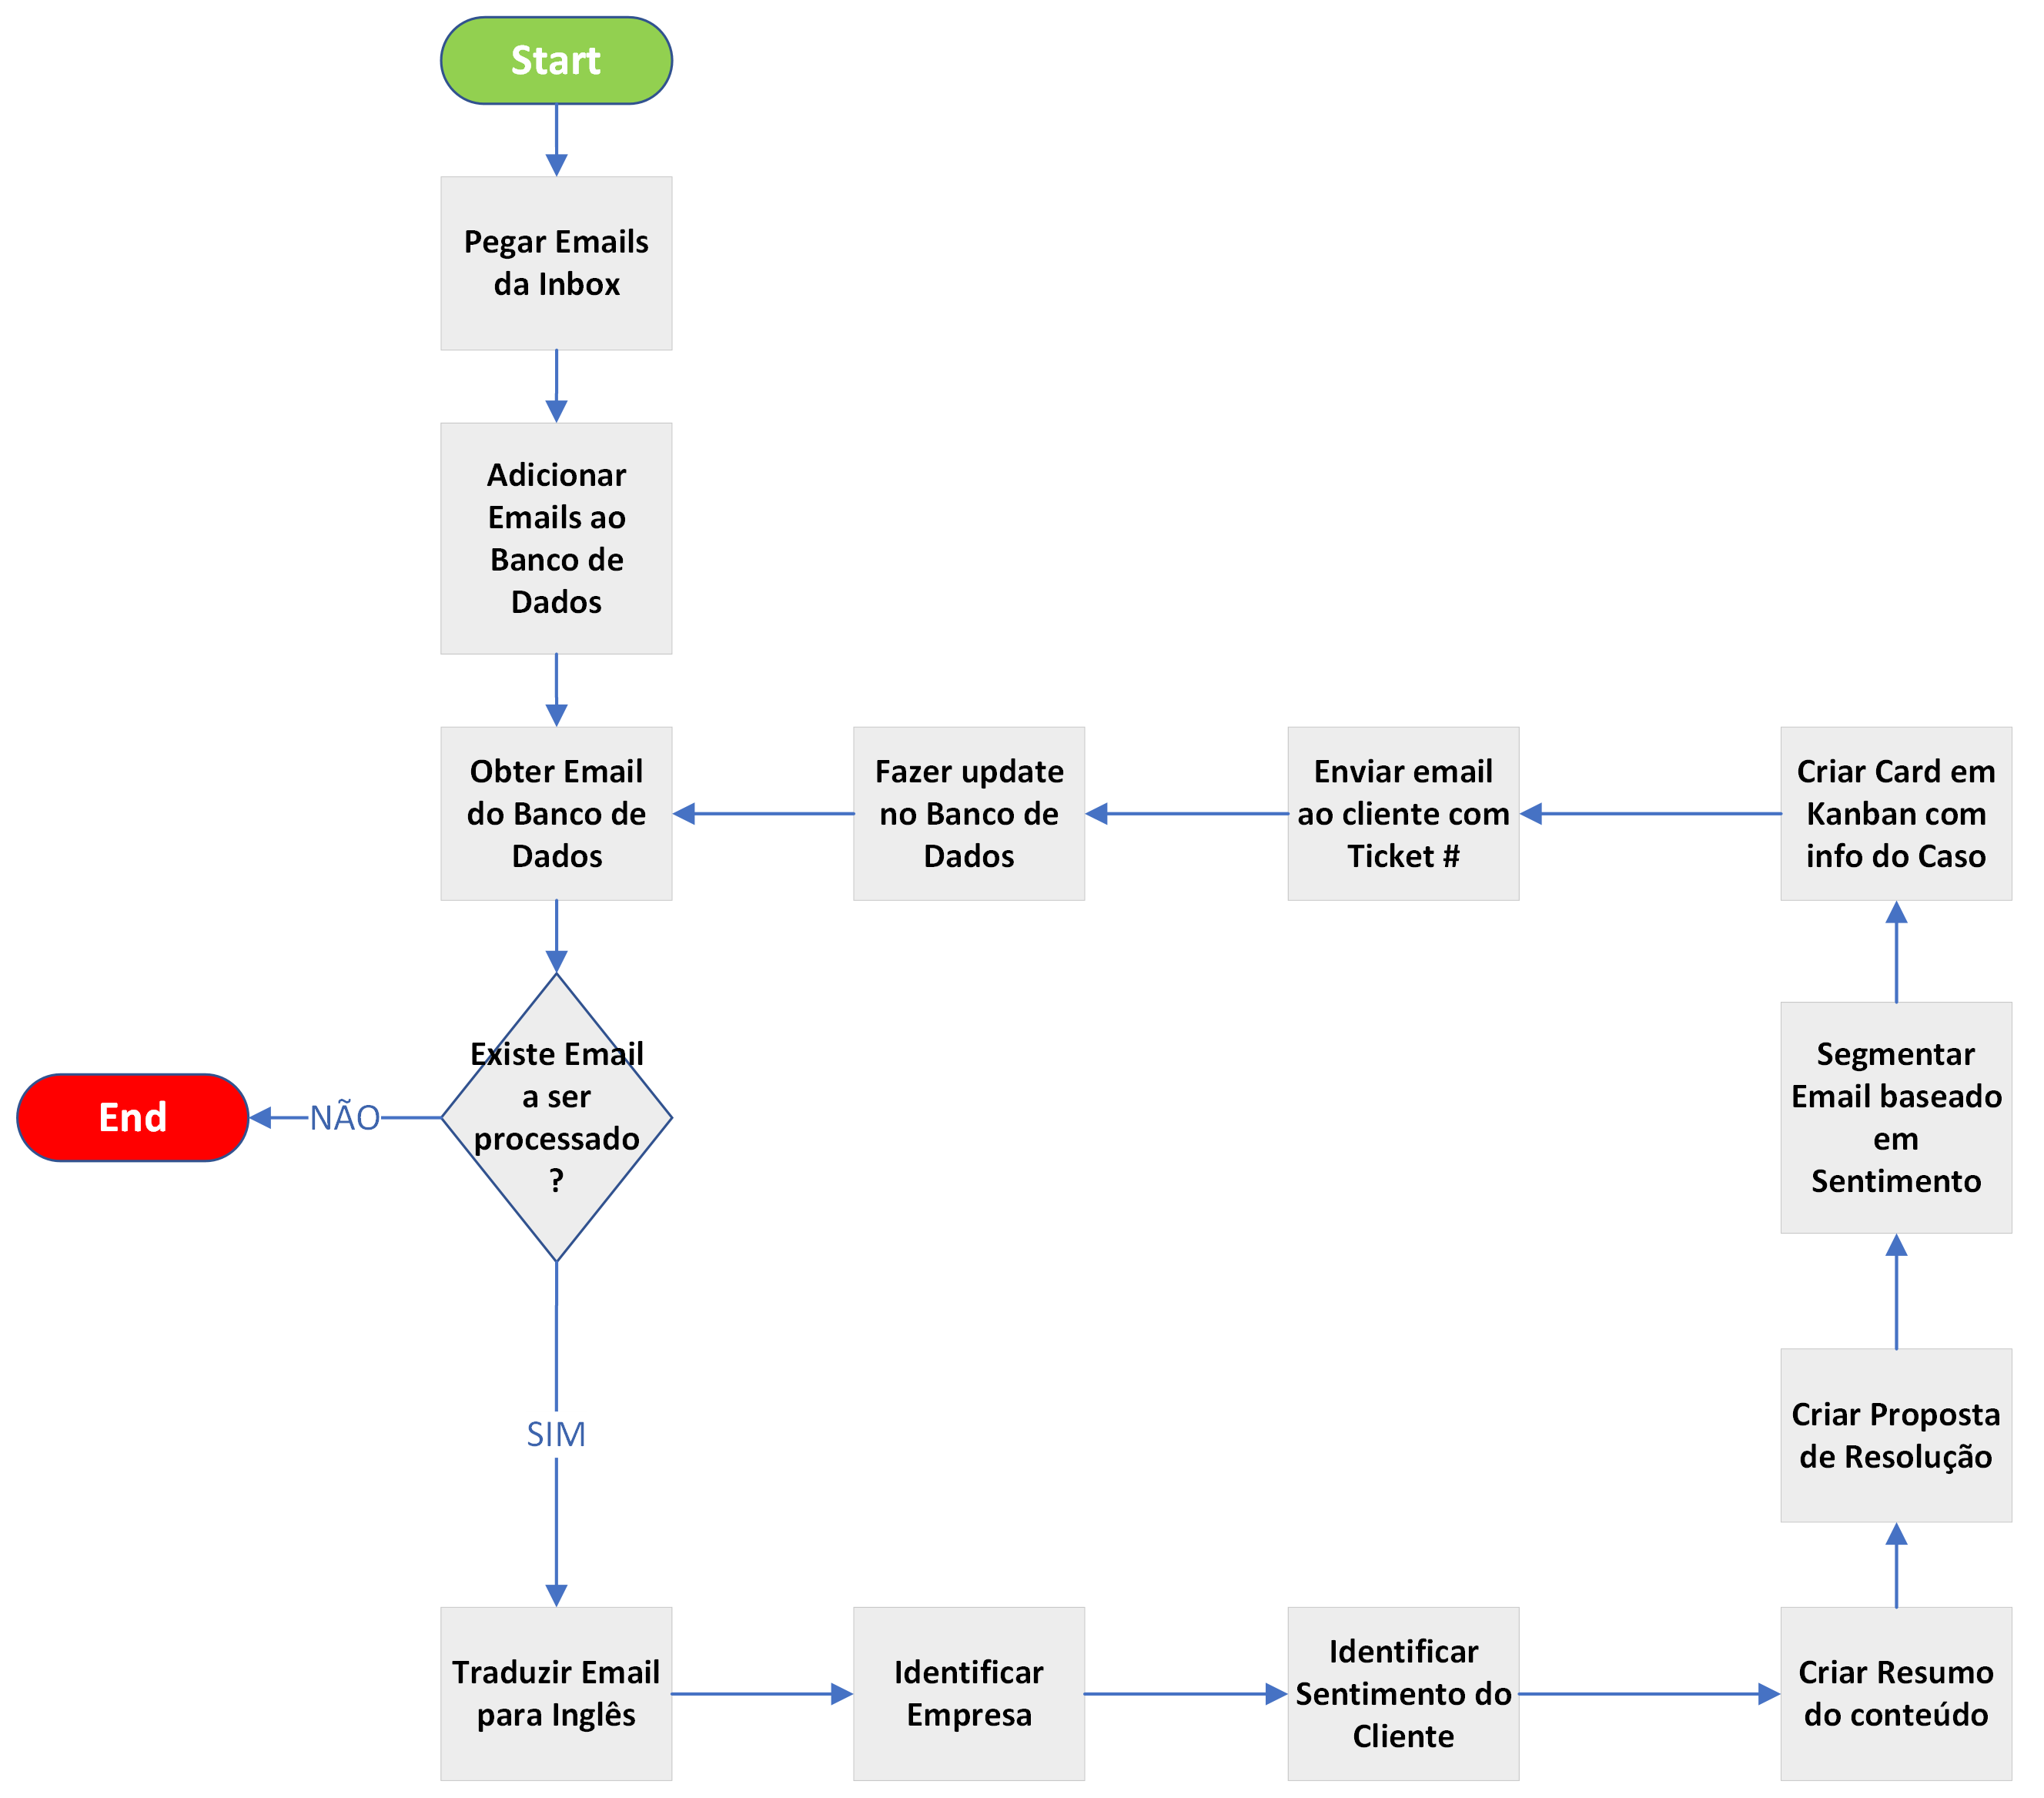 Start
Pegar Emails
da Inbox
Adicionar
Emails ao
Banco de
Dados
Obter Email
do Banco de
Dados
Fazer update
no Banco de
Dados
Enviar email
ao cliente com
Ticket #
Criar Card em
Kanban com
info do Caso
Existe Email
a ser
processado
?
NÃO
End
Segmentar
Email baseado
em
Sentimento
SIM
Criar Proposta
de Resolução
Traduzir Email
para Inglês
Identificar
Empresa
Identificar
Sentimento do
Cliente
Criar Resumo
do conteúdo